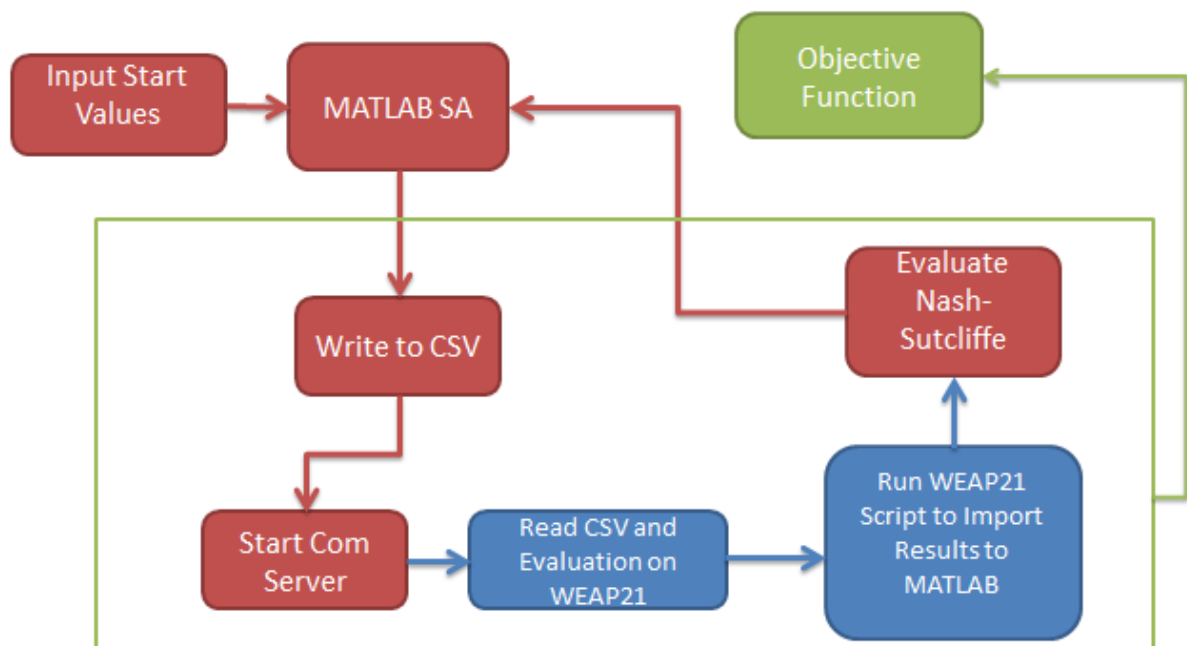 Input Start
Values
MATLAB SA
Objective
Function
Write to CSV
Evaluate
Nash-
Sutcliffe
Start Com
Server
Read CSV and
Evaluation on
WEAP21
Run WEAP21
Script to Import
Results to
MATLAB